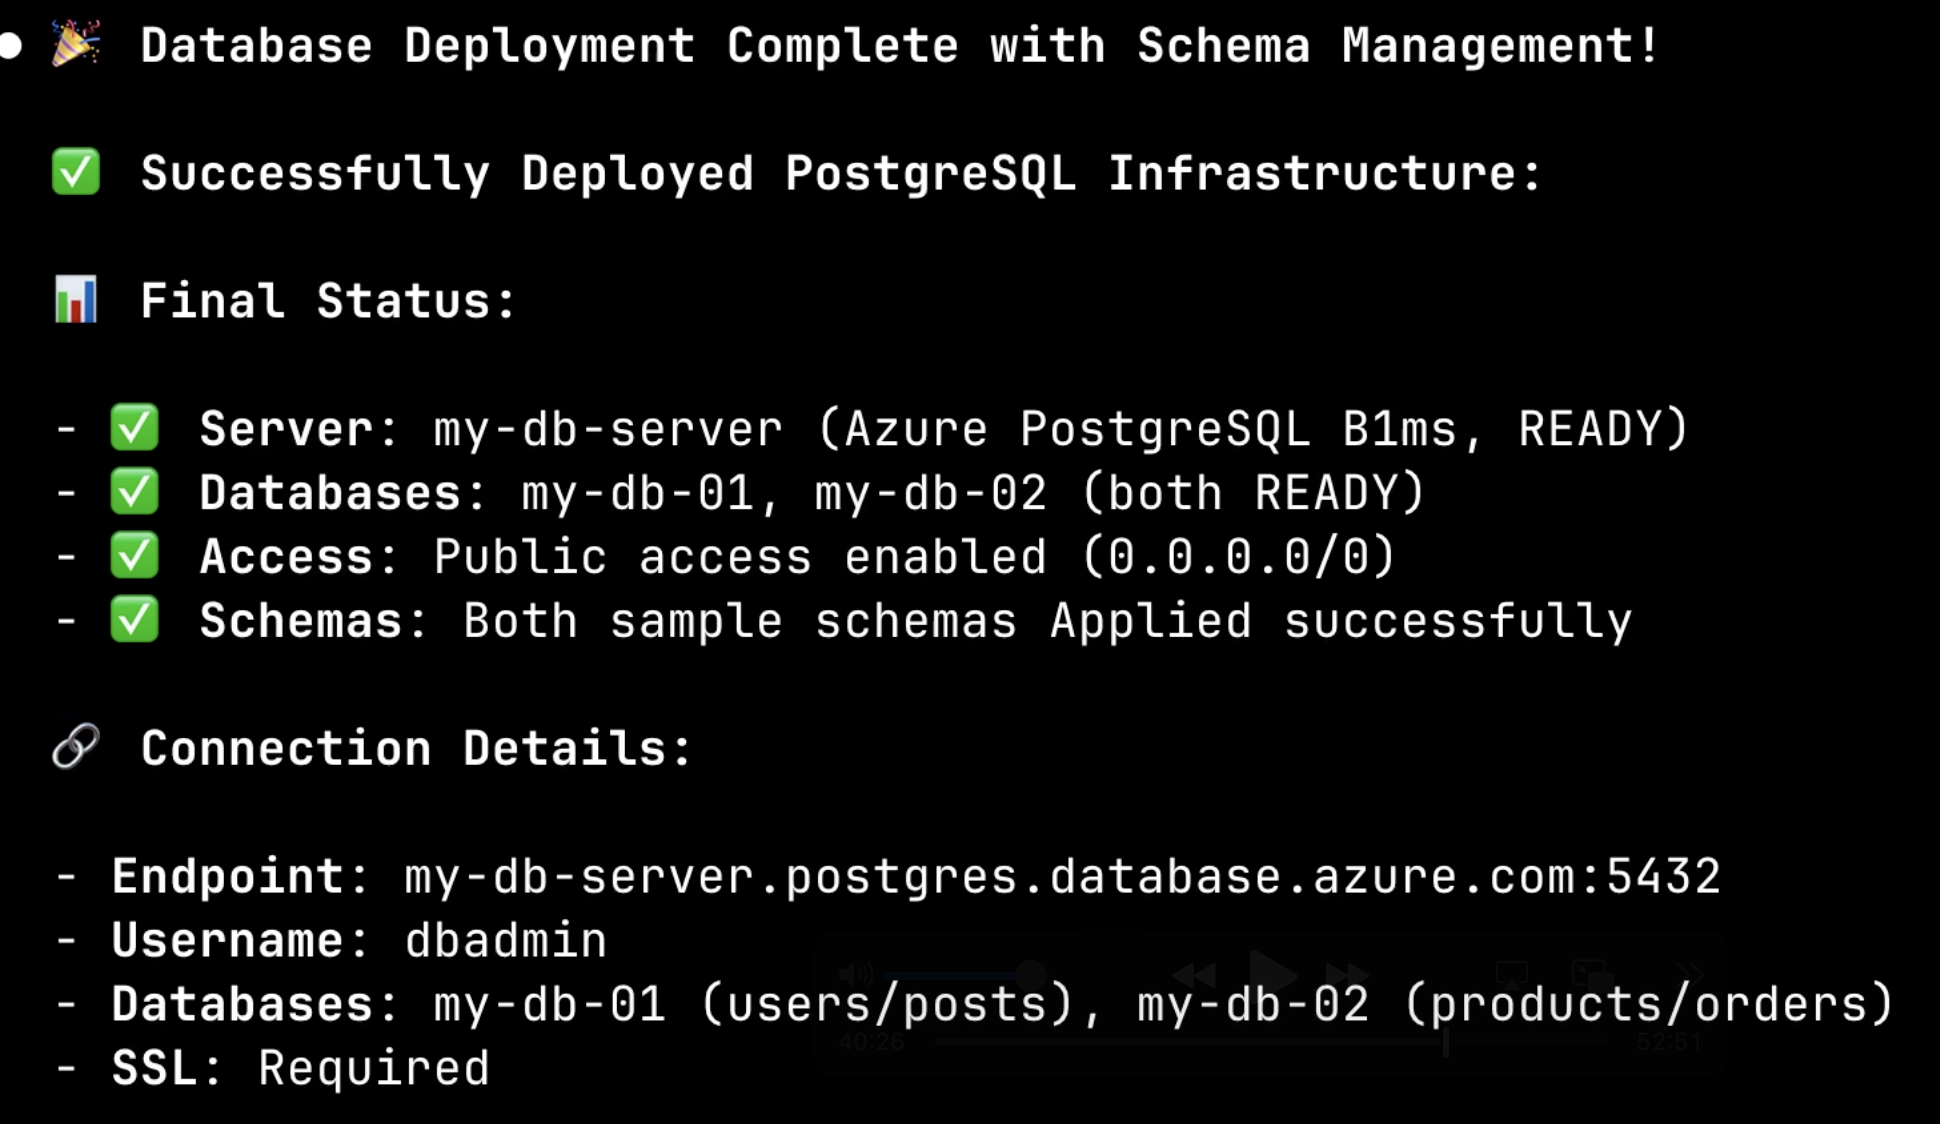 🎉 Database Deployment Complete with Schema Management!
✅ Successfully Deployed PostgreSQL Infrastructure:
📊 Final Status:
- ✅ Server: my-db-server (Azure PostgreSQL B1ms, READY)
- ✅ Databases: my-db-01, my-db-02 (both READY)
- ✅ Access: Public access enabled (0.0.0.0/0)
- ✅ Schemas: Both sample schemas Applied successfully
🔗 Connection Details:
- Endpoint: my-db-server.postgres.database.azure.com:5432
- Username: dbadmin
- Databases: my-db-01 (users/posts), my-db-02 (products/orders)
40:26 52:51
- SSL: Required